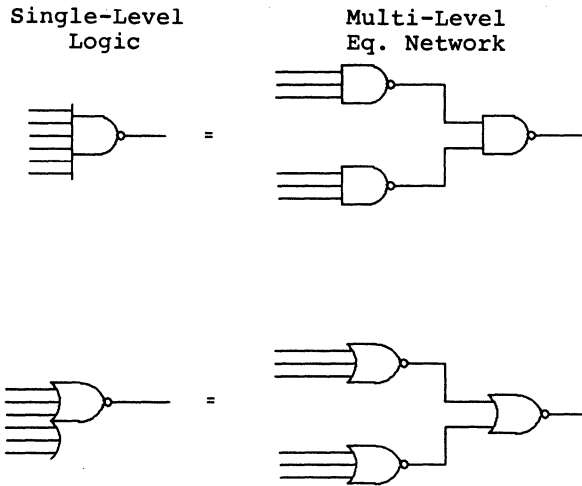 Single-Level
Logic
Multi-Level
Eq. Network
=
=